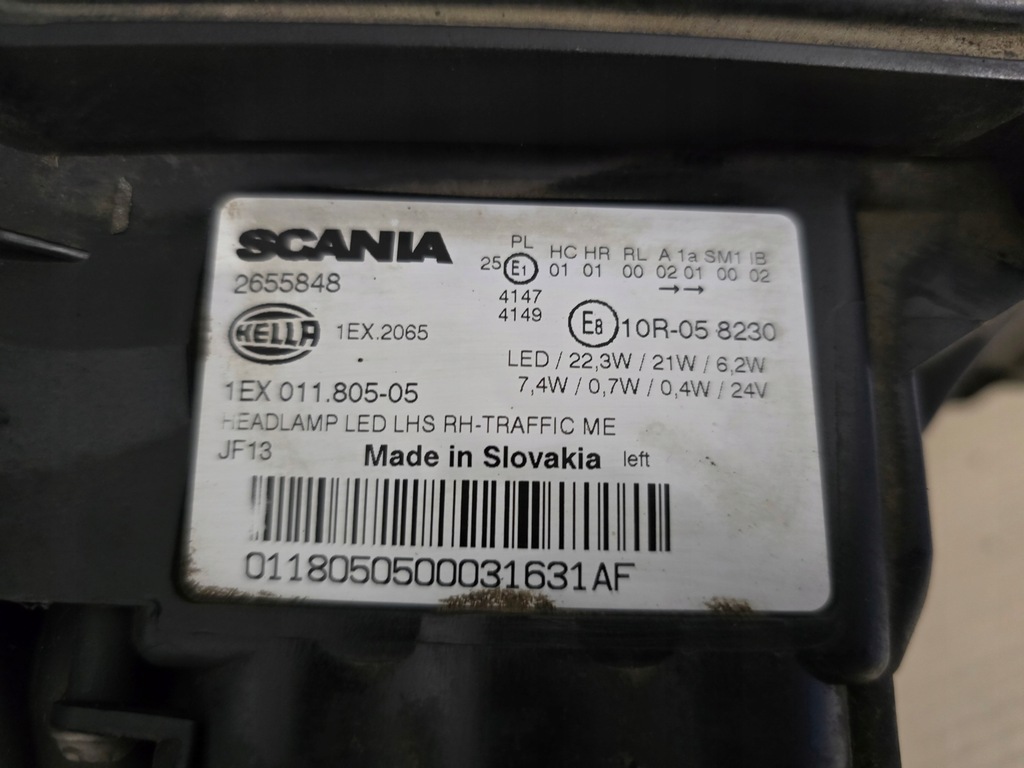 SCANIA
2655848
PL
25 E1 HC HR RL A 1a SM1 IB
01 01 00 02 01 00 02
→→
4147
4149
HELLA 1EX.2065
E8 10R-05 8230
LED / 22,3W / 21W / 6,2W
7,4W / 0,7W / 0,4W / 24V
1EX 011.805-05
HEADLAMP LED LHS RH-TRAFFIC ME
JF13 Made in Slovakia left
0118050500031631AF